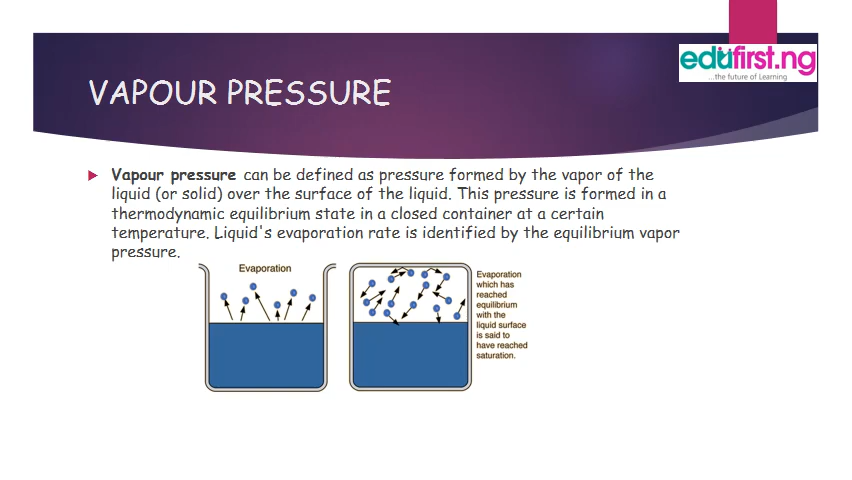 edufirst.ng
...the future of Learning
VAPOUR PRESSURE
Vapour pressure can be defined as pressure formed by the vapor of the
liquid (or solid) over the surface of the liquid. This pressure is formed in a
thermodynamic equilibrium state in a closed container at a certain
temperature. Liquid's evaporation rate is identified by the equilibrium vapor
pressure.
Evaporation
Evaporation
which has
reached
equilibrium
with the
liquid surface
is said to
have reached
saturation.